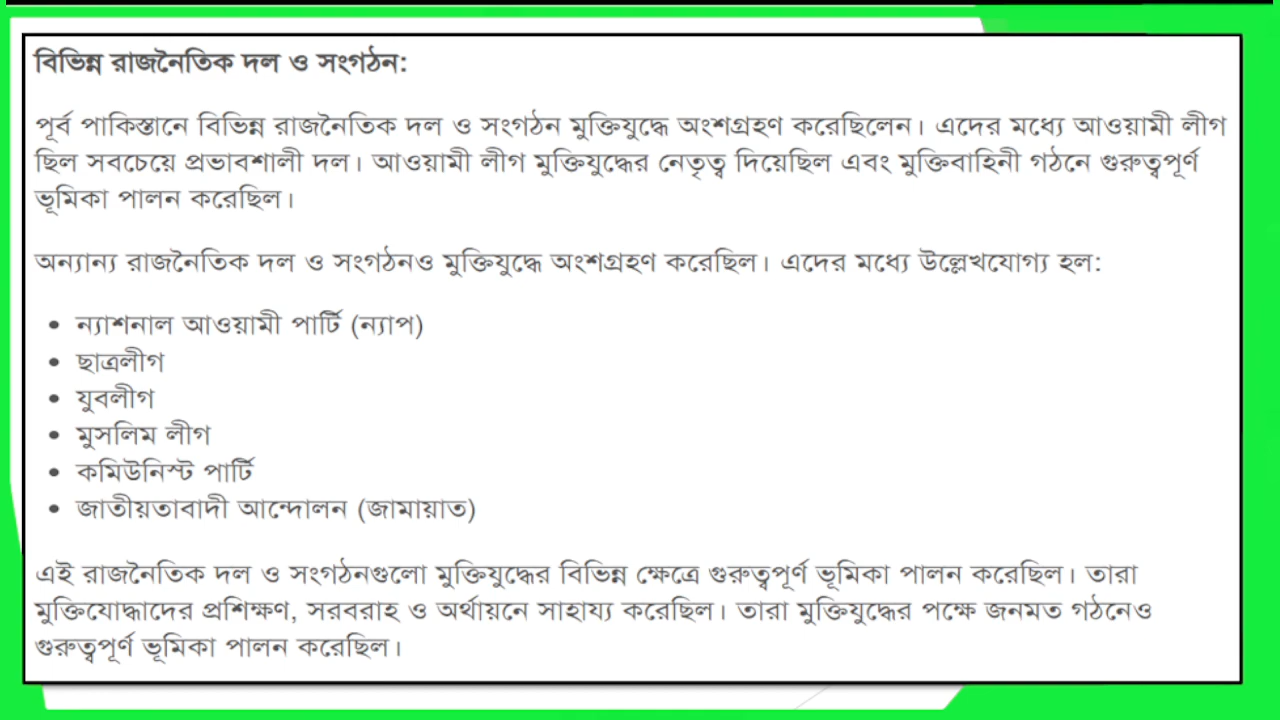 বিভিন্ন রাজনৈতিক দল ও সংগঠন:
পূর্ব পাকিস্তানে বিভিন্ন রাজনৈতিক দল ও সংগঠন মুক্তিযুদ্ধে অংশগ্রহণ করেছিলেন। এদের মধ্যে আওয়ামী লীগ
ছিল সবচেয়ে প্রভাবশালী দল। আওয়ামী লীগ মুক্তিযুদ্ধের নেতৃত্ব দিয়েছিল এবং মুক্তিবাহিনী গঠনে গুরুত্বপূর্ণ
ভূমিকা পালন করেছিল।
অন্যান্য রাজনৈতিক দল ও সংগঠনও মুক্তিযুদ্ধে অংশগ্রহণ করেছিল। এদের মধ্যে উল্লেখযোগ্য হল:
• ন্যাশনাল আওয়ামী পার্টি (ন্যাপ)
• ছাত্রলীগ
• যুবলীগ
• মুসলিম লীগ
• কমিউনিস্ট পার্টি
• জাতীয়তাবাদী আন্দোলন (জামায়াত)
এই রাজনৈতিক দল ও সংগঠনগুলো মুক্তিযুদ্ধের বিভিন্ন ক্ষেত্রে গুরুত্বপূর্ণ ভূমিকা পালন করেছিল। তারা
মুক্তিযোদ্ধাদের প্রশিক্ষণ, সরবরাহ ও অর্থায়নে সাহায্য করেছিল। তারা মুক্তিযুদ্ধের পক্ষে জনমত গঠনেও
গুরুত্বপূর্ণ ভূমিকা পালন করেছিল।